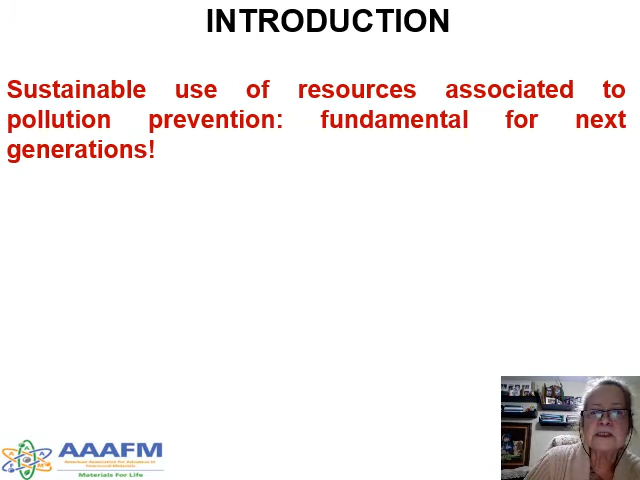 INTRODUCTION
Sustainable use of resources associated to
pollution prevention: fundamental for next
generations!
AAAFM
American Association for Advances in
Functional Materials
Materials For Life